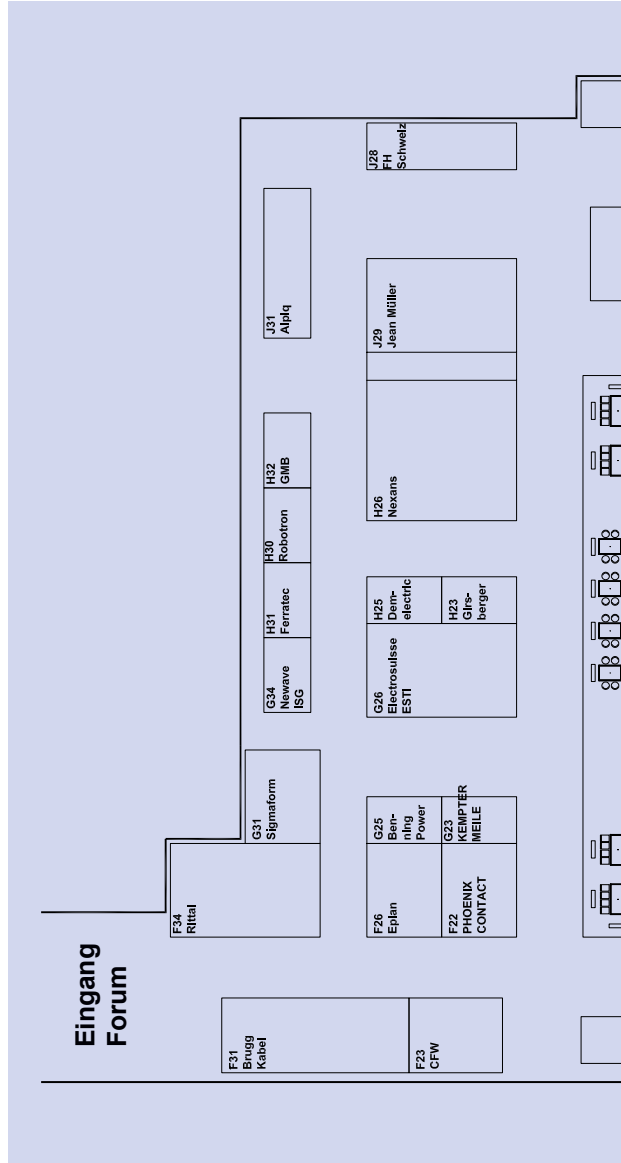 J28
FH
Schweiz
J31
Alpiq
J29
Jean Müller
H32
GMB
H26
Nexans
H30
Robotron
H31
Ferratec
H25
Dem-
electric
H23
Girs-
berger
G34
Newave
ISG
G26
Electrosuisse
ESTI
G31
Sigmaform
G25
Ben-
ning
Power
G23
KEMPTER
MEILE
F34
Rittal
F26
Eplan
F22
PHOENIX
CONTACT
Eingang
Forum
F31
Brugg
Kabel
F23
CFW